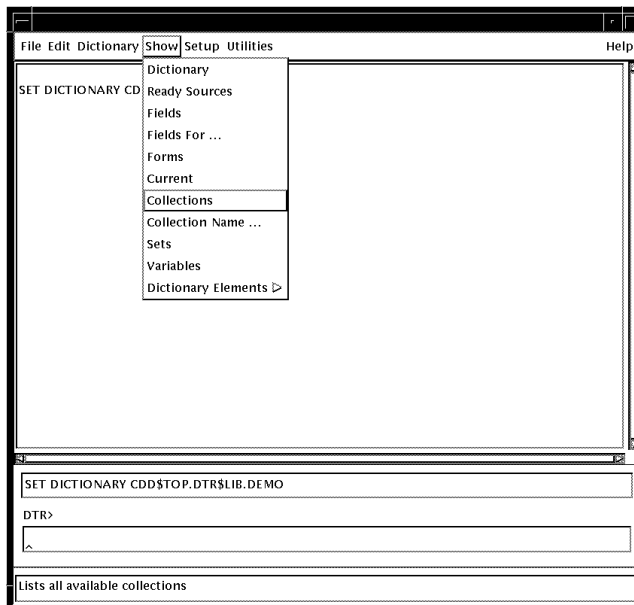 File Edit Dictionary Show Setup Utilities Help
Dictionary
SET DICTIONARY CD
Ready Sources
Fields
Fields For ...
Forms
Current
Collections
Collection Name ...
Sets
Variables
Dictionary Elements
SET DICTIONARY CDD$TOP.DTR$LIB.DEMO
DTR>
Lists all available collections